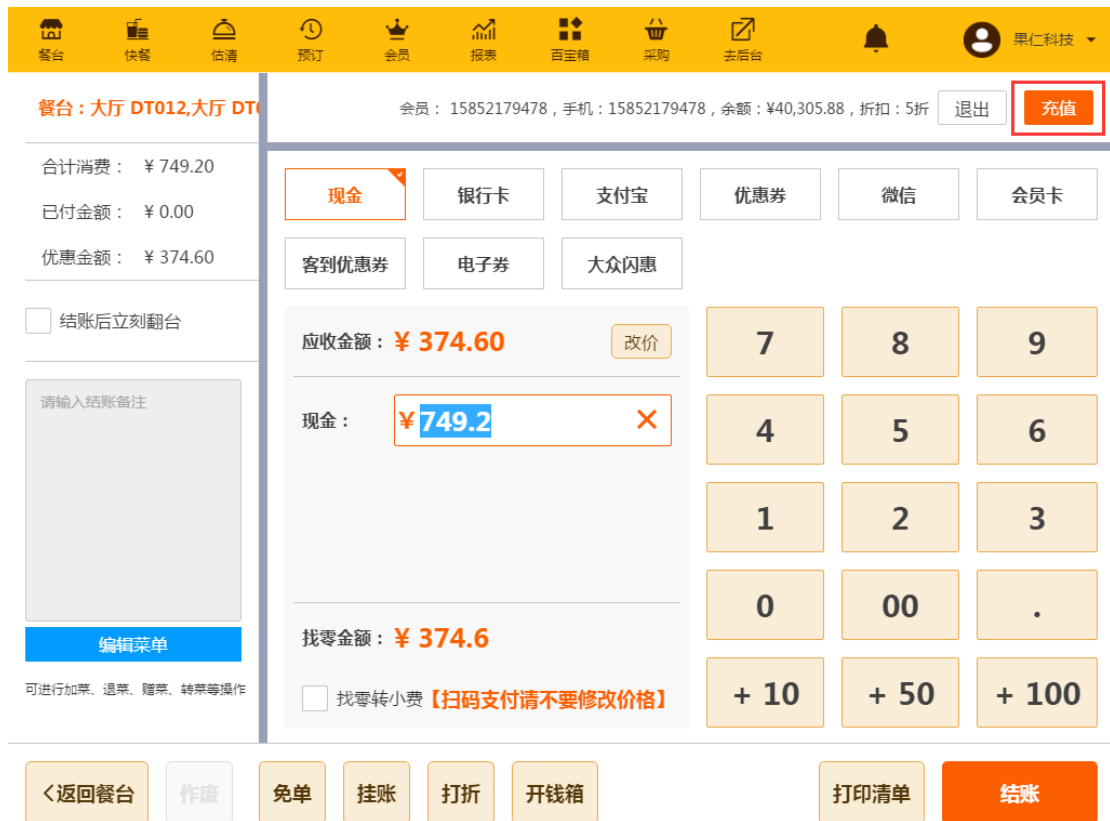 餐台 快餐 估清 预订 会员 报表 百宝箱 采购 去后台 果仁科技
餐台：大厅 DT012,大厅 DT0
会员： 15852179478，手机：15852179478，余额：¥40,305.88，折扣：5折 退出 充值
合计消费： ¥ 749.20
已付金额： ¥ 0.00
优惠金额： ¥ 374.60
结账后立刻翻台
请输入结账备注
编辑菜单
可进行加菜、退菜、赠菜、转菜等操作
现金 银行卡 支付宝 优惠券 微信 会员卡
客到优惠券 电子券 大众闪惠
应收金额：¥ 374.60 改价
现金： ¥ 749.2
找零金额：¥ 374.6
找零转小费【扫码支付请不要修改价格】
7 8 9
4 5 6
1 2 3
0 00 .
+ 10 + 50 + 100
<返回餐台 作废 免单 挂账 打折 开钱箱 打印清单 结账